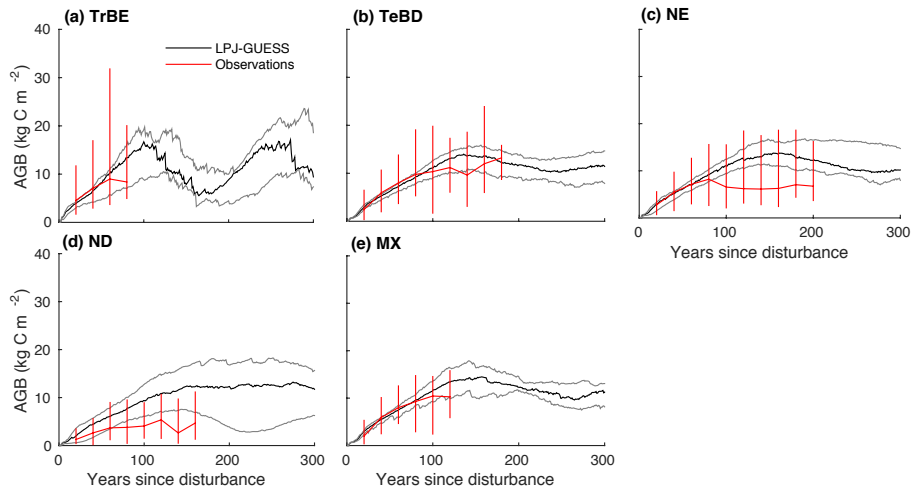 (a) TrBE
(b) TeBD
(c) NE
AGB (kg C m⁻²)
40
30
20
10
0
LPJ-GUESS
Observations
0 100 200 300
Years since disturbance
(d) ND
(e) MX
AGB (kg C m⁻²)
40
30
20
10
0
0 100 200 300
Years since disturbance
0 100 200 300
Years since disturbance